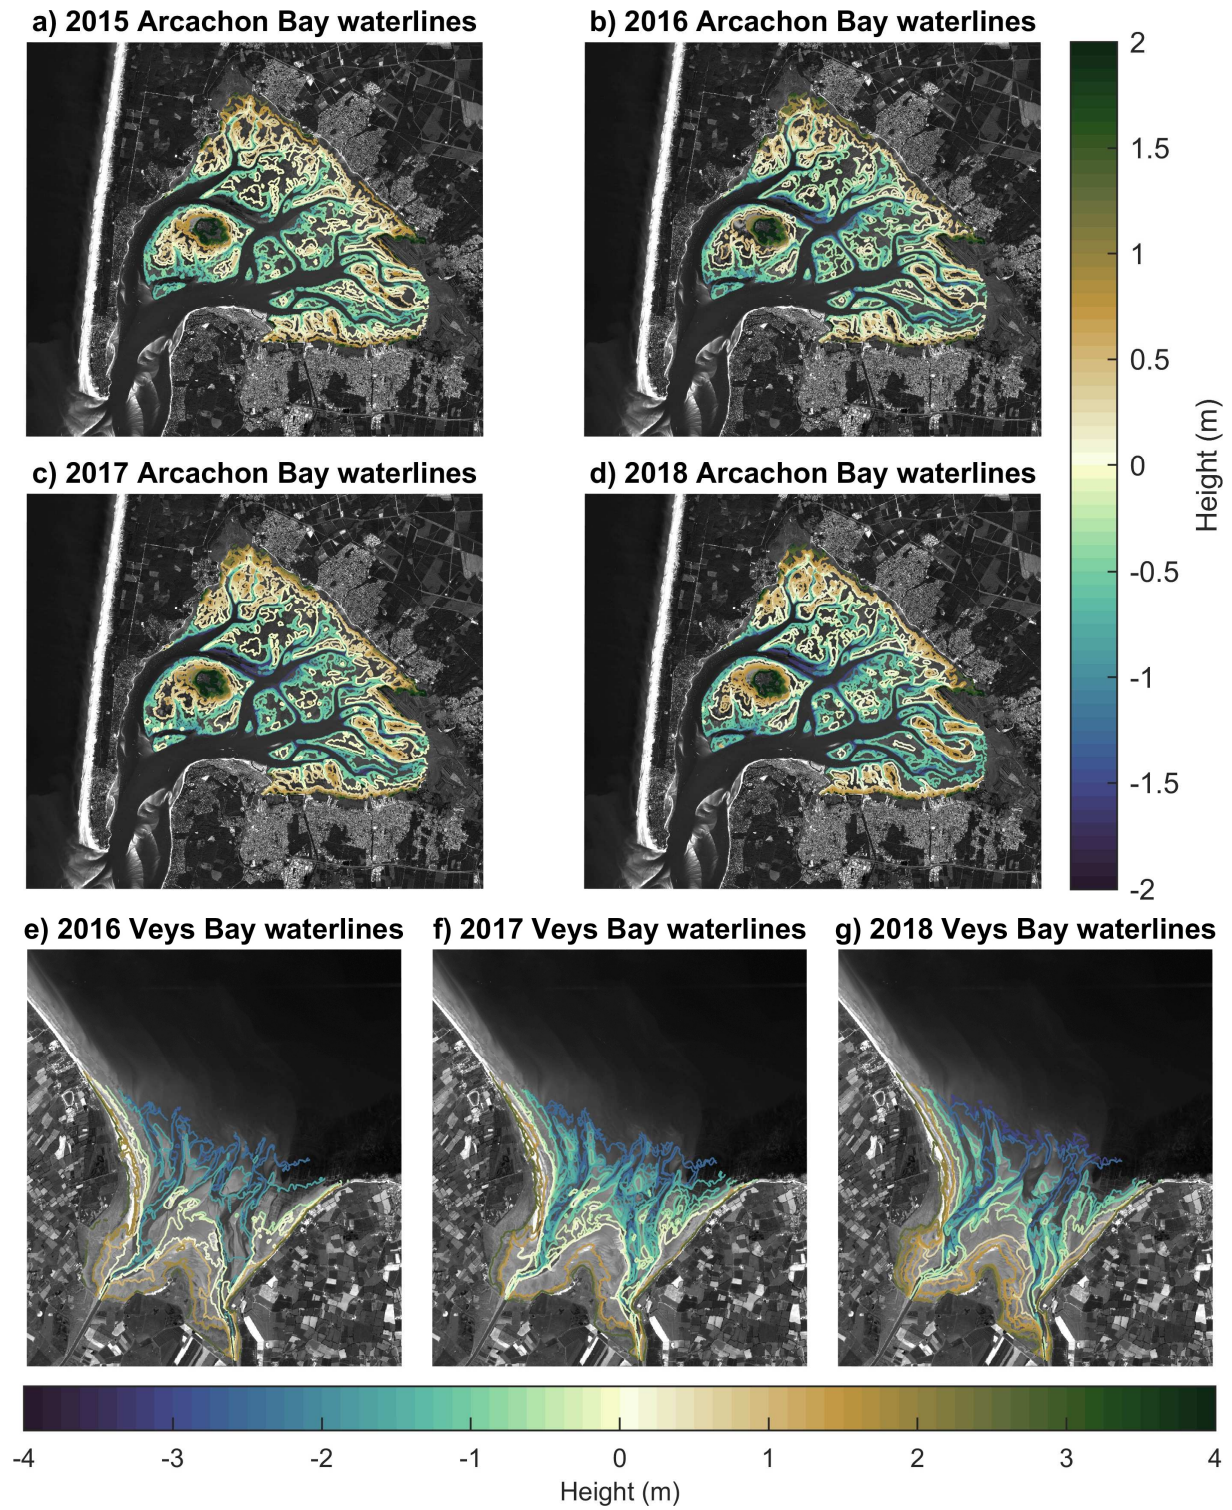 a) 2015 Arcachon Bay waterlines
b) 2016 Arcachon Bay waterlines
2
1.5
1
0.5
0
-0.5
-1
-1.5
-2
Height (m)
c) 2017 Arcachon Bay waterlines
d) 2018 Arcachon Bay waterlines
e) 2016 Veys Bay waterlines
f) 2017 Veys Bay waterlines
g) 2018 Veys Bay waterlines
-4 -3 -2 -1 0 1 2 3 4
Height (m)